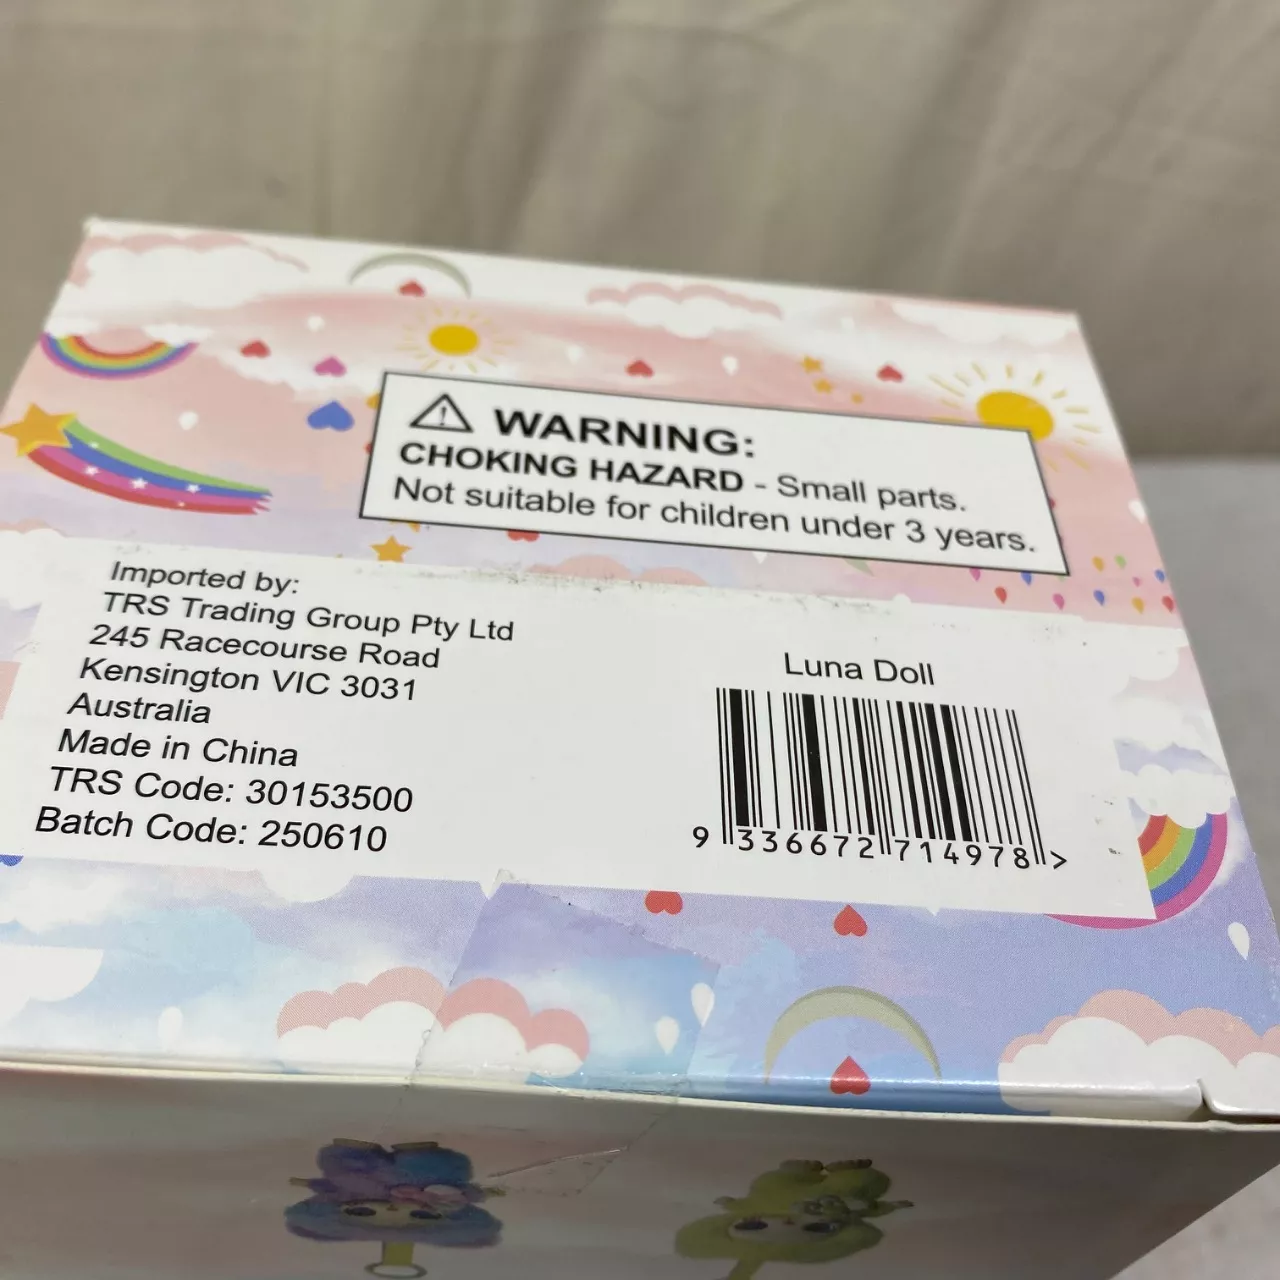 WARNING:
CHOKING HAZARD - Small parts.
Not suitable for children under 3 years.
Imported by:
TRS Trading Group Pty Ltd
245 Racecourse Road
Kensington VIC 3031
Australia
Made in China
TRS Code: 30153500
Batch Code: 250610
Luna Doll
9 336672 714978 >